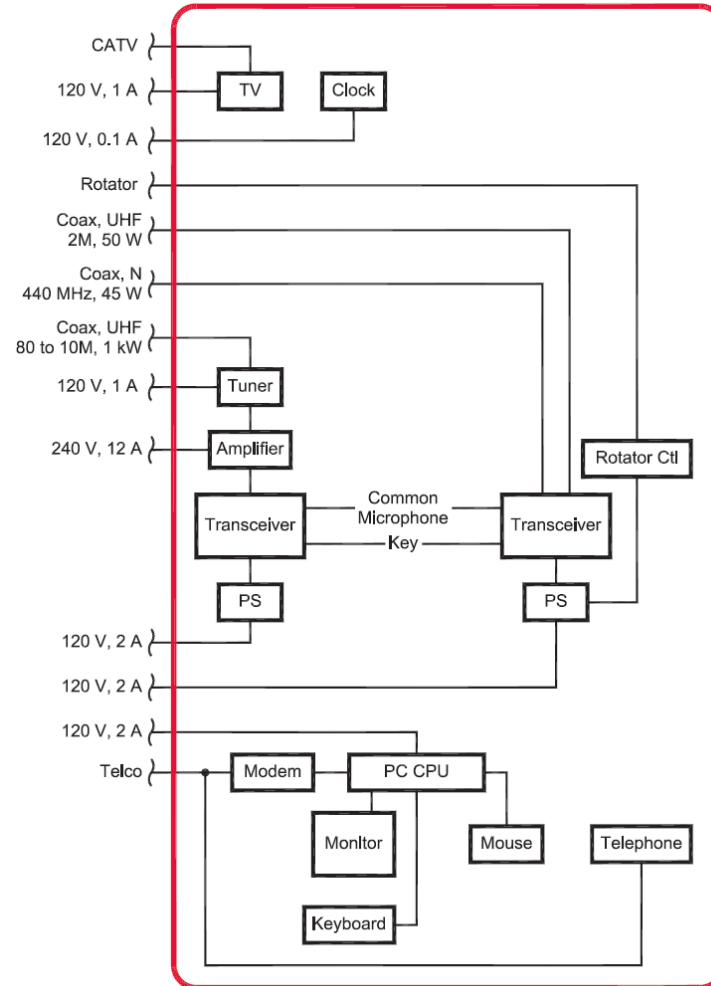 CATV
120 V, 1 A
TV
Clock
120 V, 0.1 A
Rotator
Coax, UHF
2M, 50 W
Coax, N
440 MHz, 45 W
Coax, UHF
80 to 10M, 1 kW
120 V, 1 A
Tuner
240 V, 12 A
Amplifier
Rotator Ctl
Transceiver
Common
Microphone
Key
Transceiver
PS
PS
120 V, 2 A
120 V, 2 A
120 V, 2 A
Telco
Modem
PC CPU
Monltor
Mouse
Telephone
Keyboard